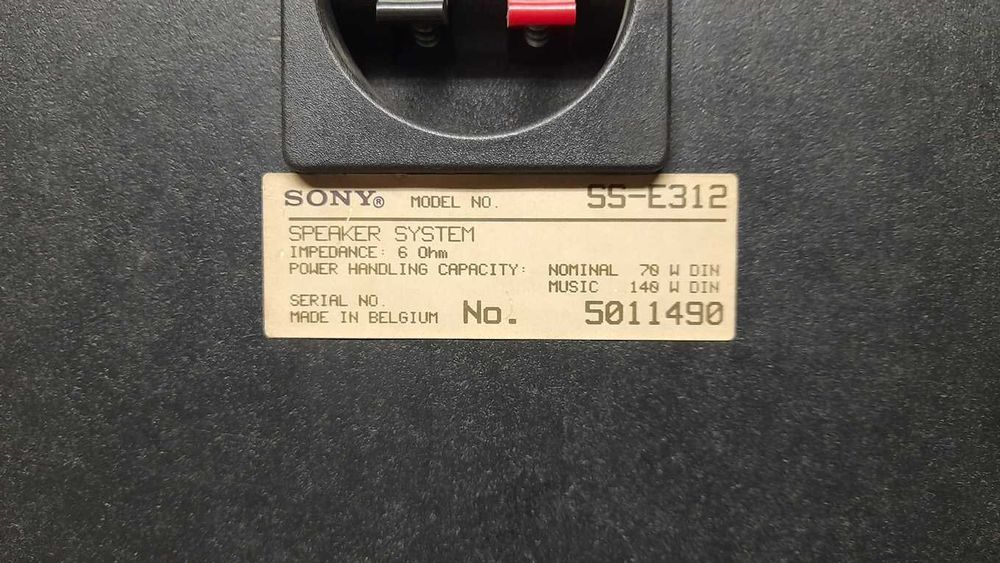 SONY® MODEL NO. SS-E312
SPEAKER SYSTEM
IMPEDANCE: 6 Ohm
POWER HANDLING CAPACITY: NOMINAL 70 W DIN
MUSIC 140 W DIN
SERIAL NO.
MADE IN BELGIUM No. 5011490